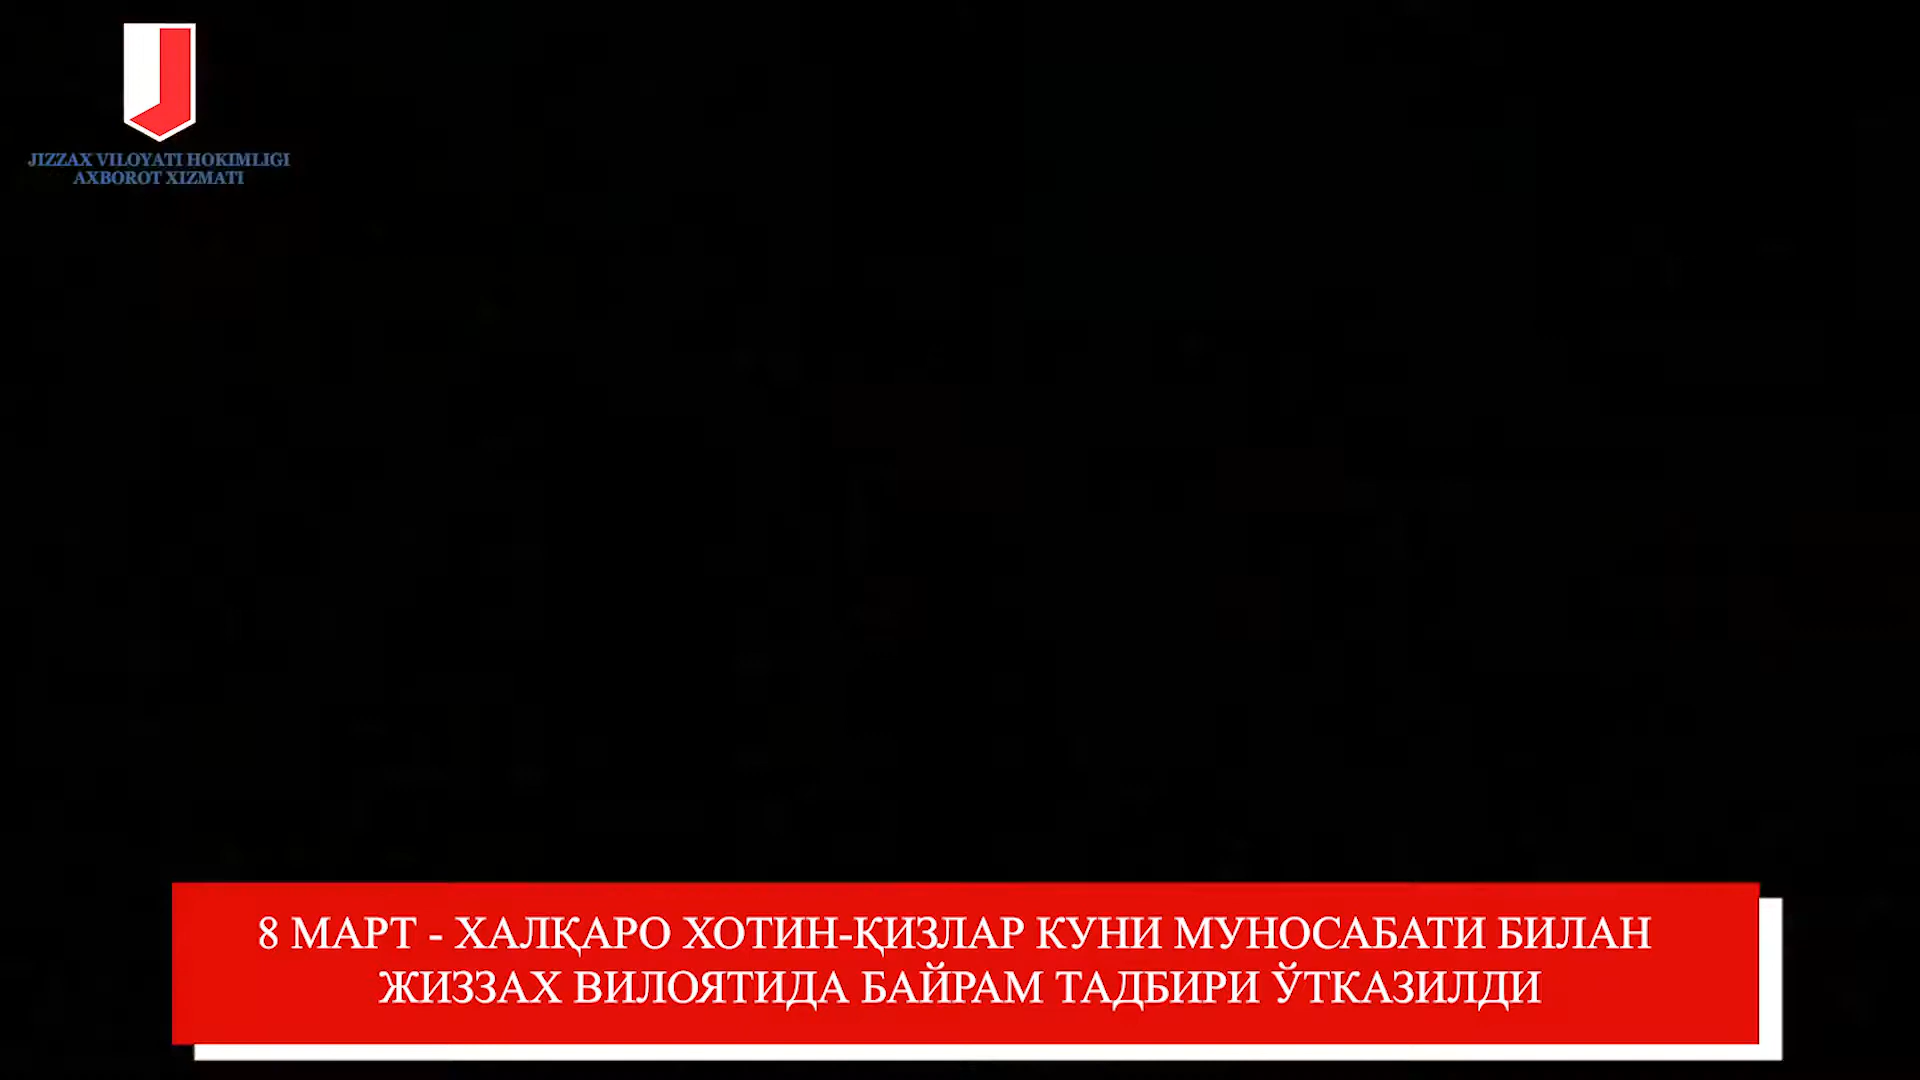 JIZZAX VILOYATI HOKIMLIGI
AXBOROT XIZMATI
8 МАРТ - ХАЛҚАРО ХОТИН-ҚИЗЛАР КУНИ МУНОСАБАТИ БИЛАН
ЖИЗЗАХ ВИЛОЯТИДА БАЙРАМ ТАДБИРИ ЎТКАЗИЛДИ